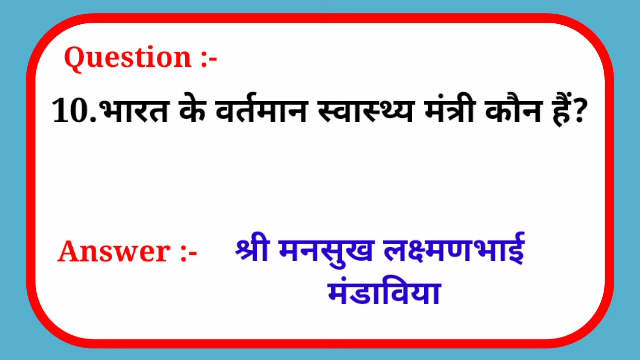 Question :-
10.भारत के वर्तमान स्वास्थ्य मंत्री कौन हैं?
Answer :- श्री मनसुख लक्ष्मणभाई
मंडाविया